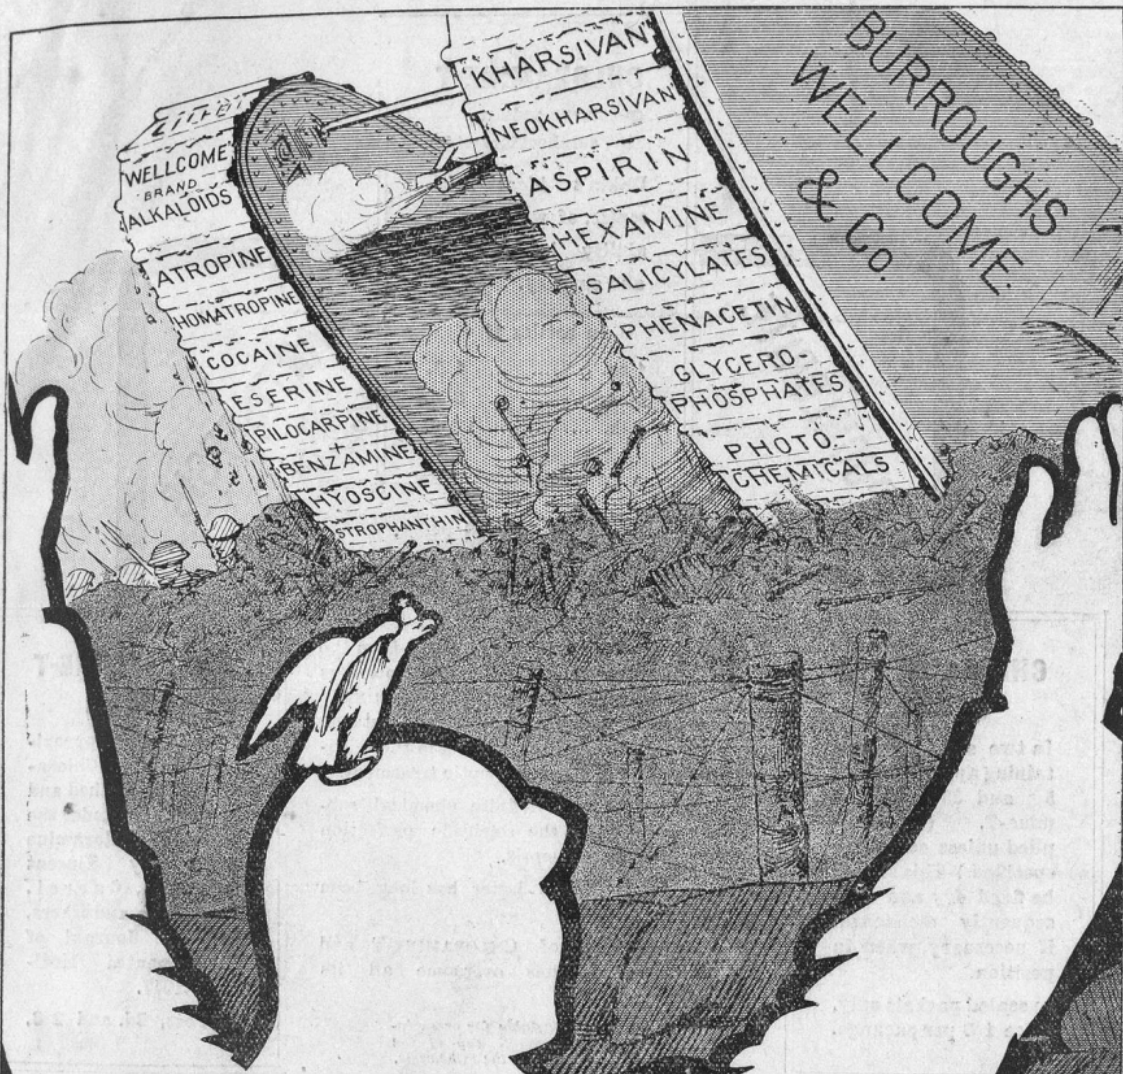 WELLCOME
BRAND
ALKALOIDS
ATROPINE
HOMATROPINE
COCAINE
ESERINE
PILOCARPINE
BENZAMINE
HYOSCINE
STROPHANTHIN
KHARSIVAN
NEOKHARSIVAN
ASPIRIN
HEXAMINE
SALICYLATES
PHENACETIN
GLYCERO-
PHOSPHATES
PHOTO-
CHEMICALS
BURROUGHS
WELLCOME
& Co.